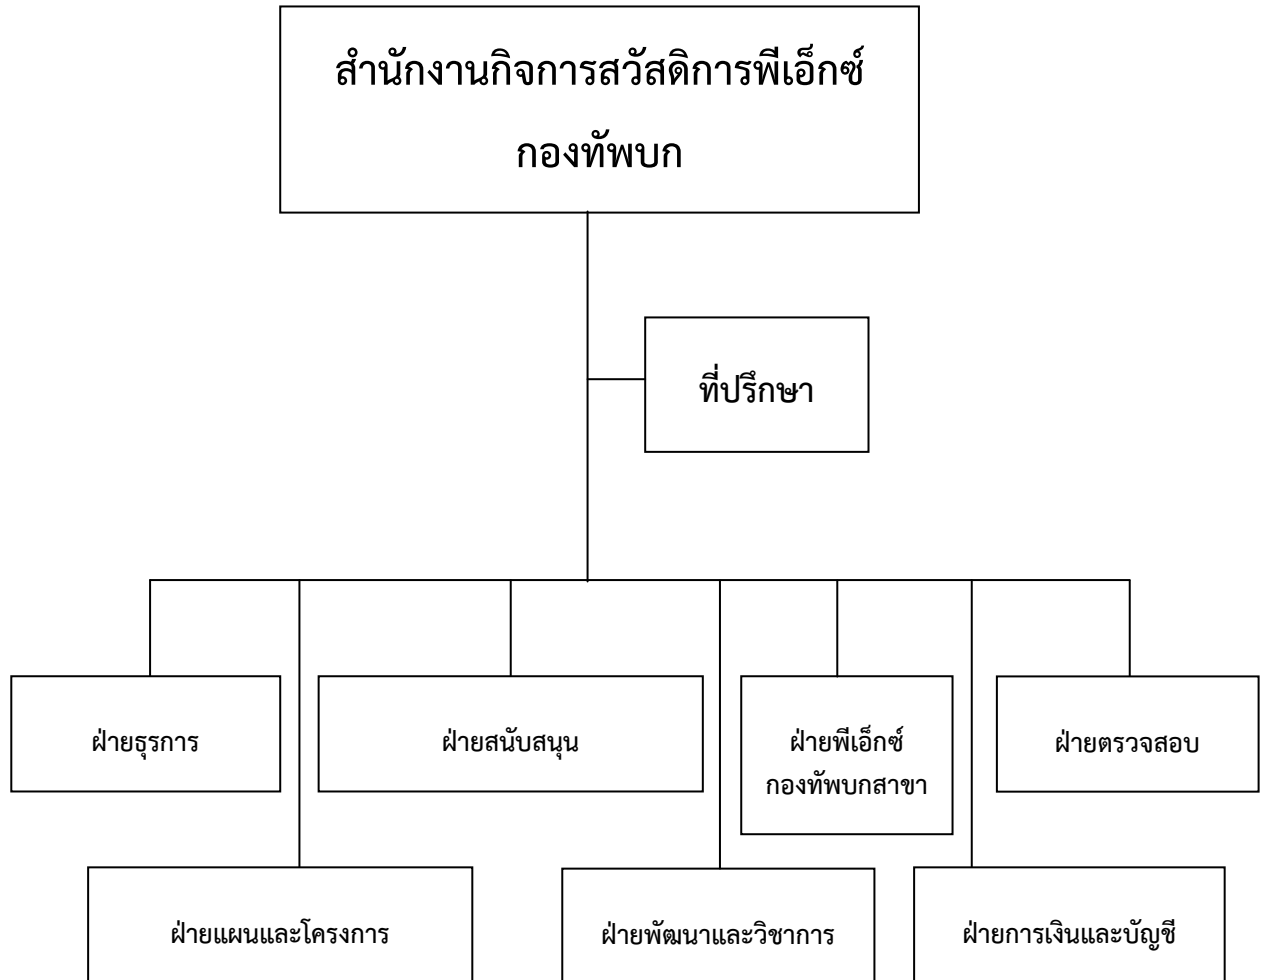 สำนักงานกิจการสวัสดิการพีเอ็กซ์
กองทัพบก
ที่ปรึกษา
ฝ่ายธุรการ
ฝ่ายสนับสนุน
ฝ่ายพีเอ็กซ์
กองทัพบกสาขา
ฝ่ายตรวจสอบ
ฝ่ายแผนและโครงการ
ฝ่ายพัฒนาและวิชาการ
ฝ่ายการเงินและบัญชี